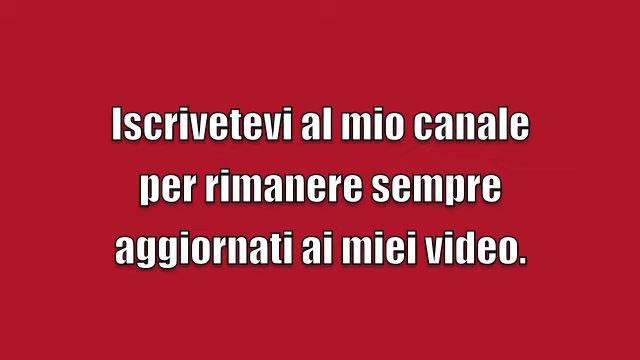 Iscrivetevi al mio canale
per rimanere sempre
aggiornati ai miei video.